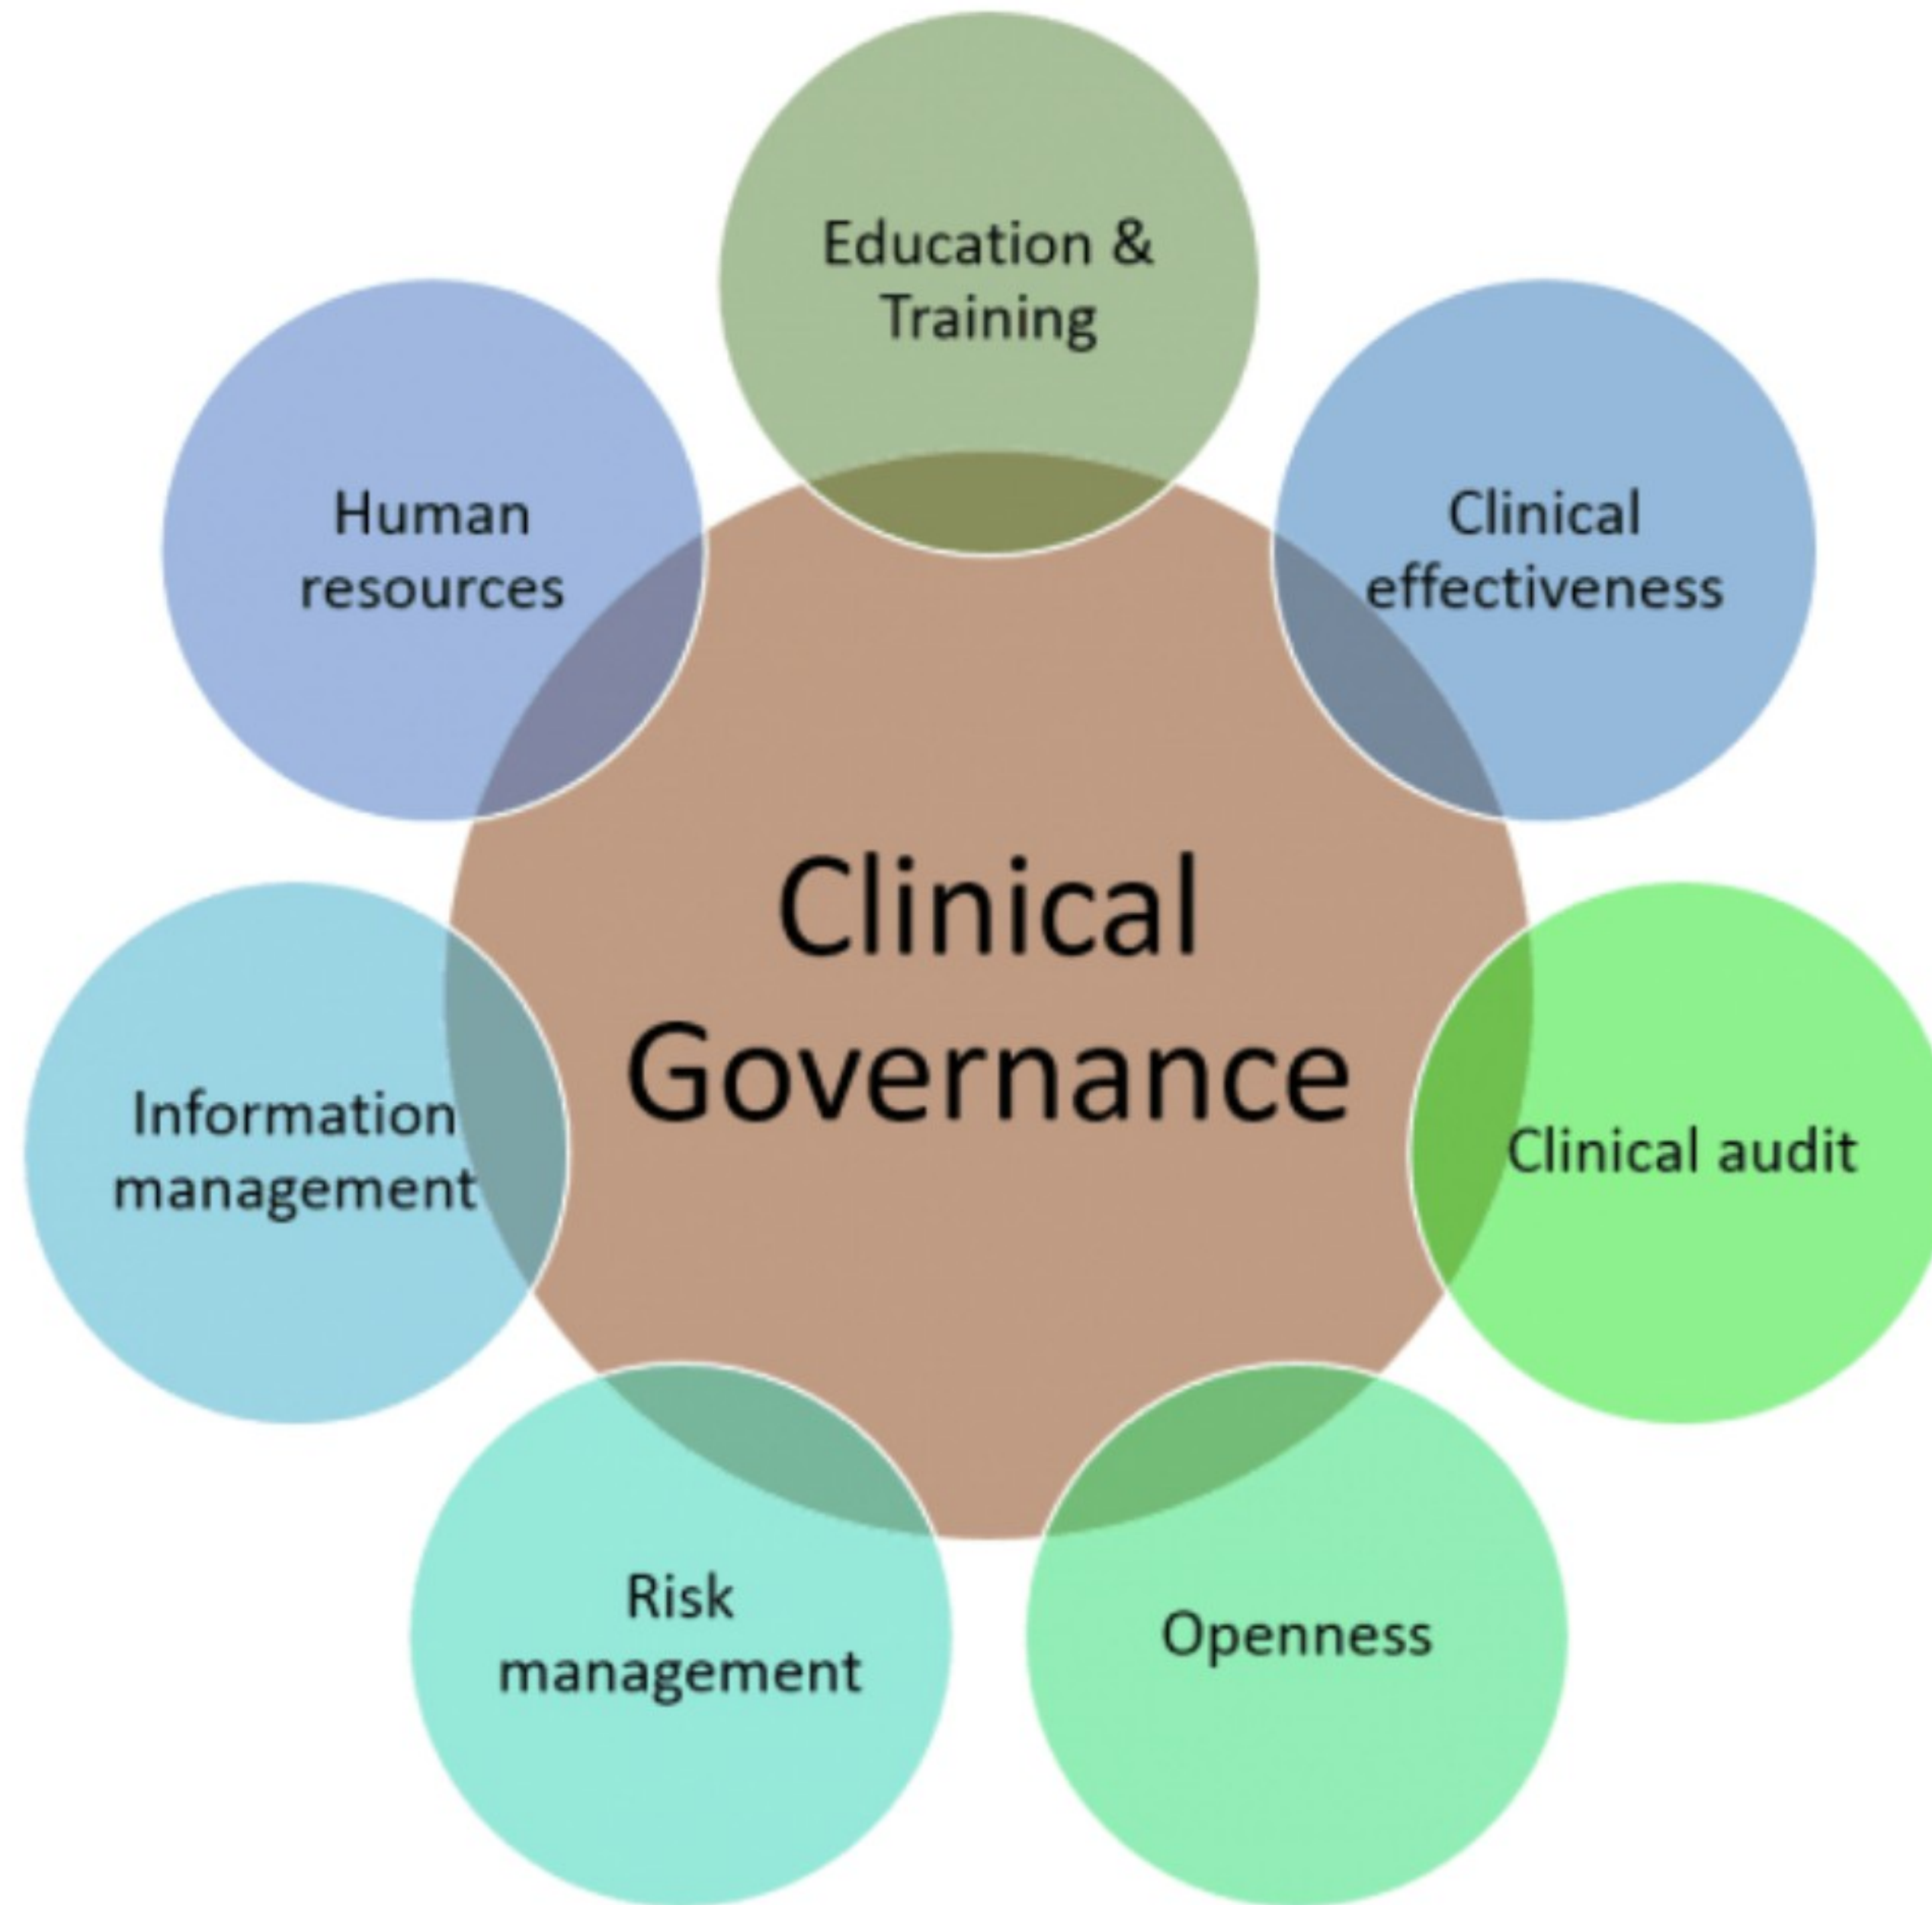 Education &
Training
Clinical
effectiveness
Clinical audit
Openness
Risk
management
Information
management
Human
resources
Clinical
Governance